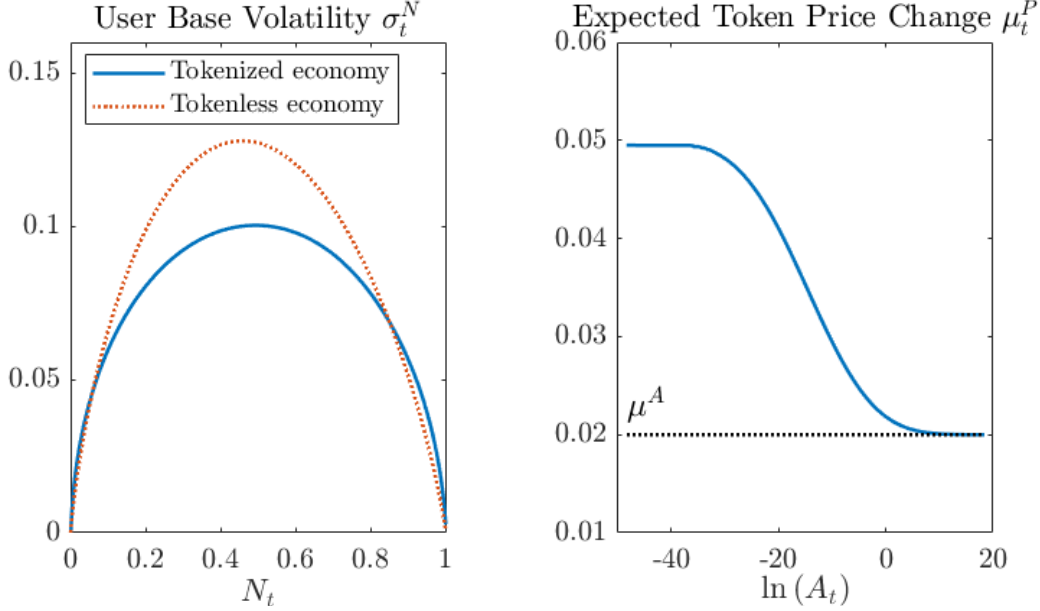 User Base Volatility σ_t^N
0.15
0.1
0.05
0
0 0.2 0.4 0.6 0.8 1
N_t
Tokenized economy
Tokenless economy
Expected Token Price Change μ_t^P
0.06
0.05
0.04
0.03
0.02
0.01
μ^A
-40 -20 0 20
ln (A_t)